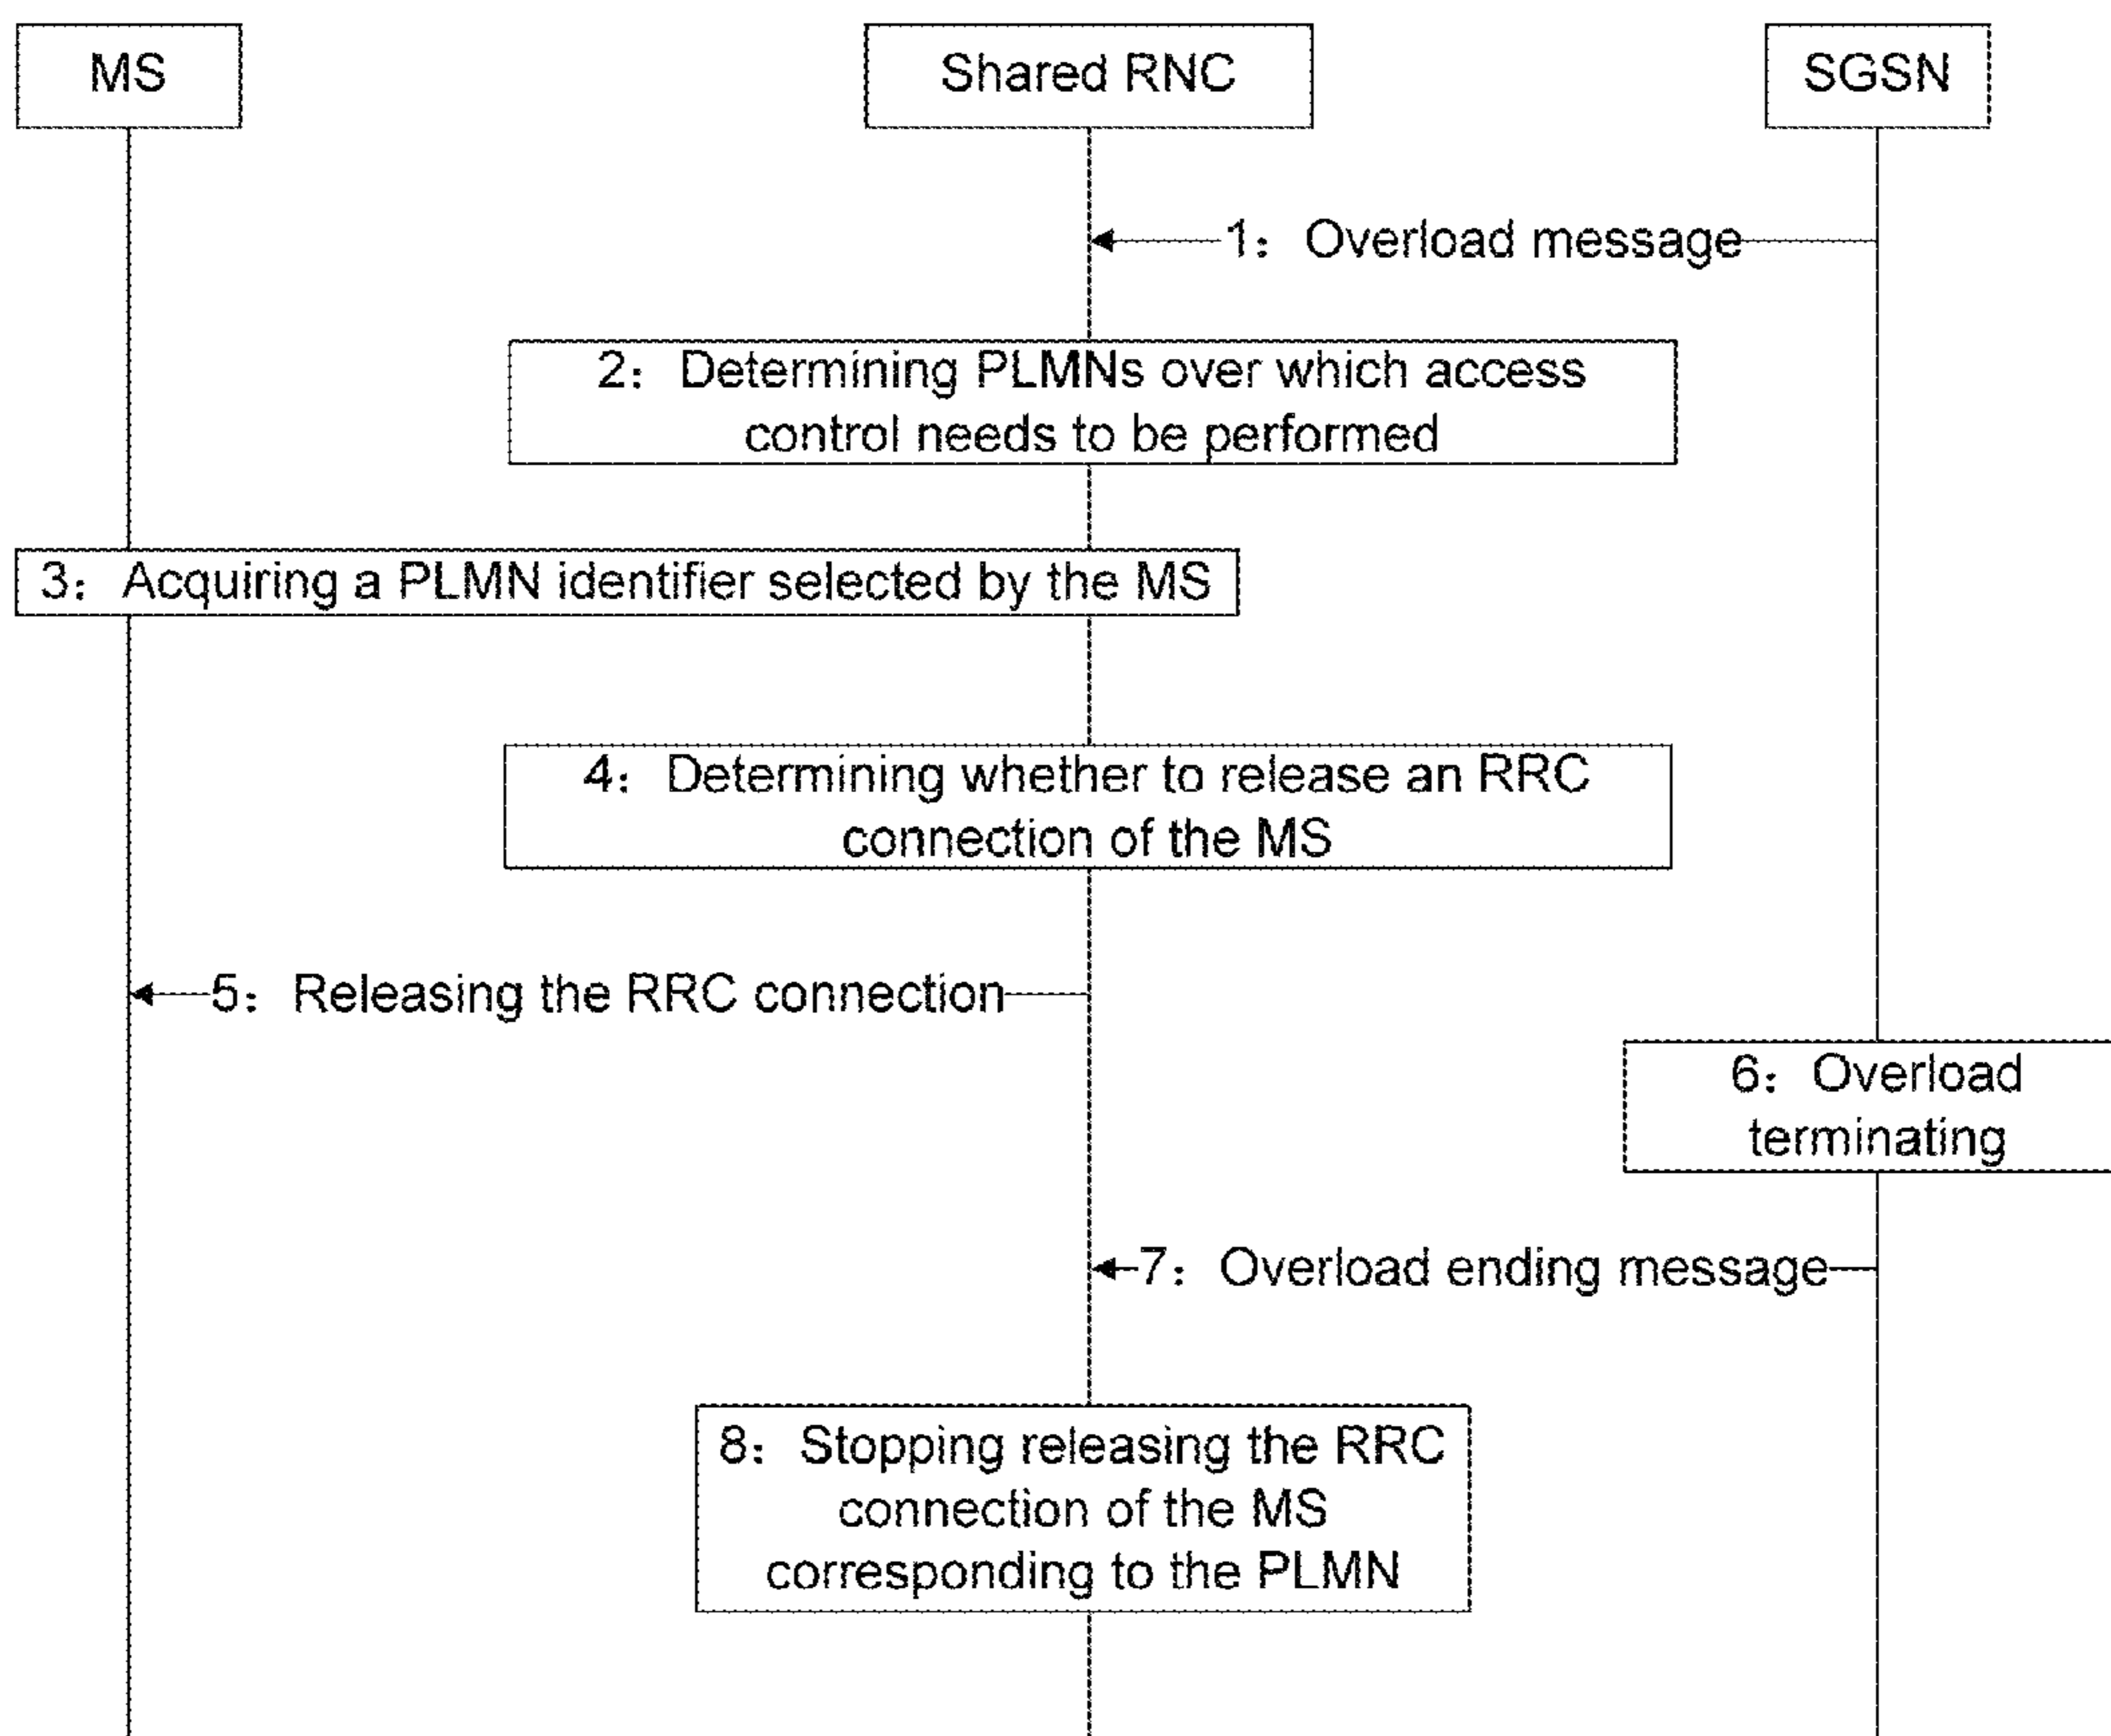 MS
Shared RNC
SGSN
1: Overload message
2: Determining PLMNs over which access
control needs to be performed
3: Acquiring a PLMN identifier selected by the MS
4: Determining whether to release an RRC
connection of the MS
5: Releasing the RRC connection
6: Overload
terminating
7: Overload ending message
8: Stopping releasing the RRC
connection of the MS
corresponding to the PLMN